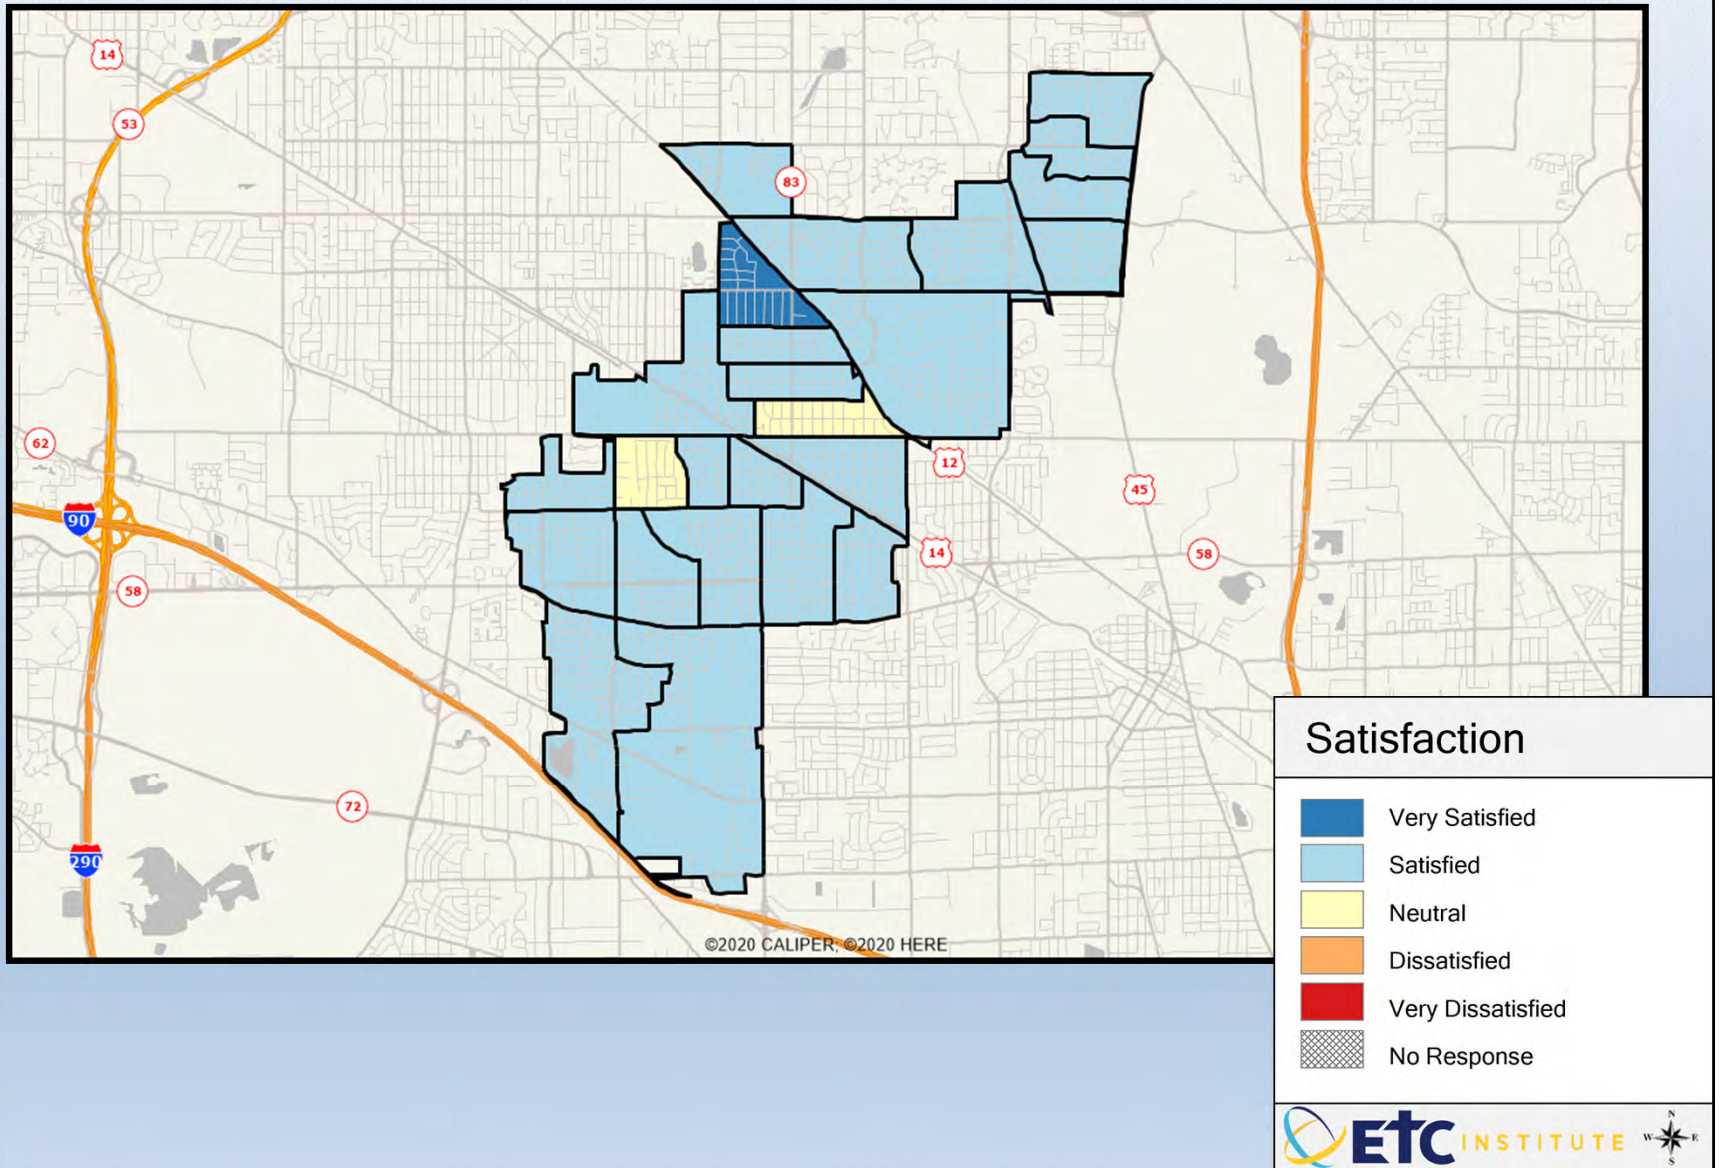 14
53
83
62
12
45
90
14
58
58
72
290
©2020 CALIPER; ©2020 HERE
Satisfaction
Very Satisfied
Satisfied
Neutral
Dissatisfied
Very Dissatisfied
No Response
ETC INSTITUTE
N
W E
S